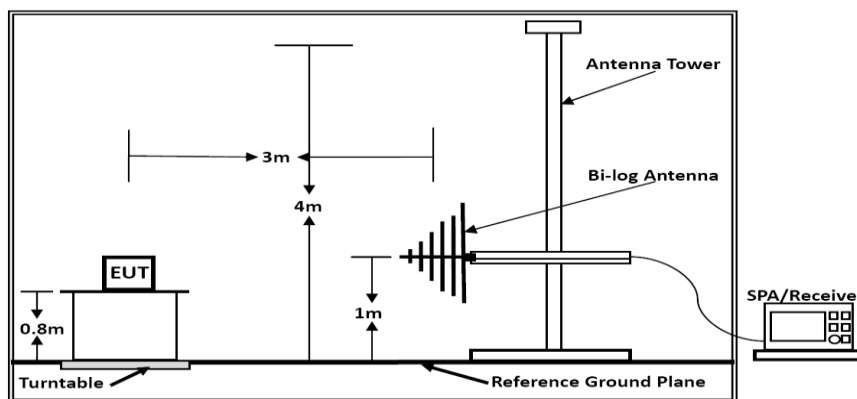 Antenna Tower
3m
Bi-log Antenna
4m
EUT
SPA/Receive
0.8m
1m
Turntable
Reference Ground Plane